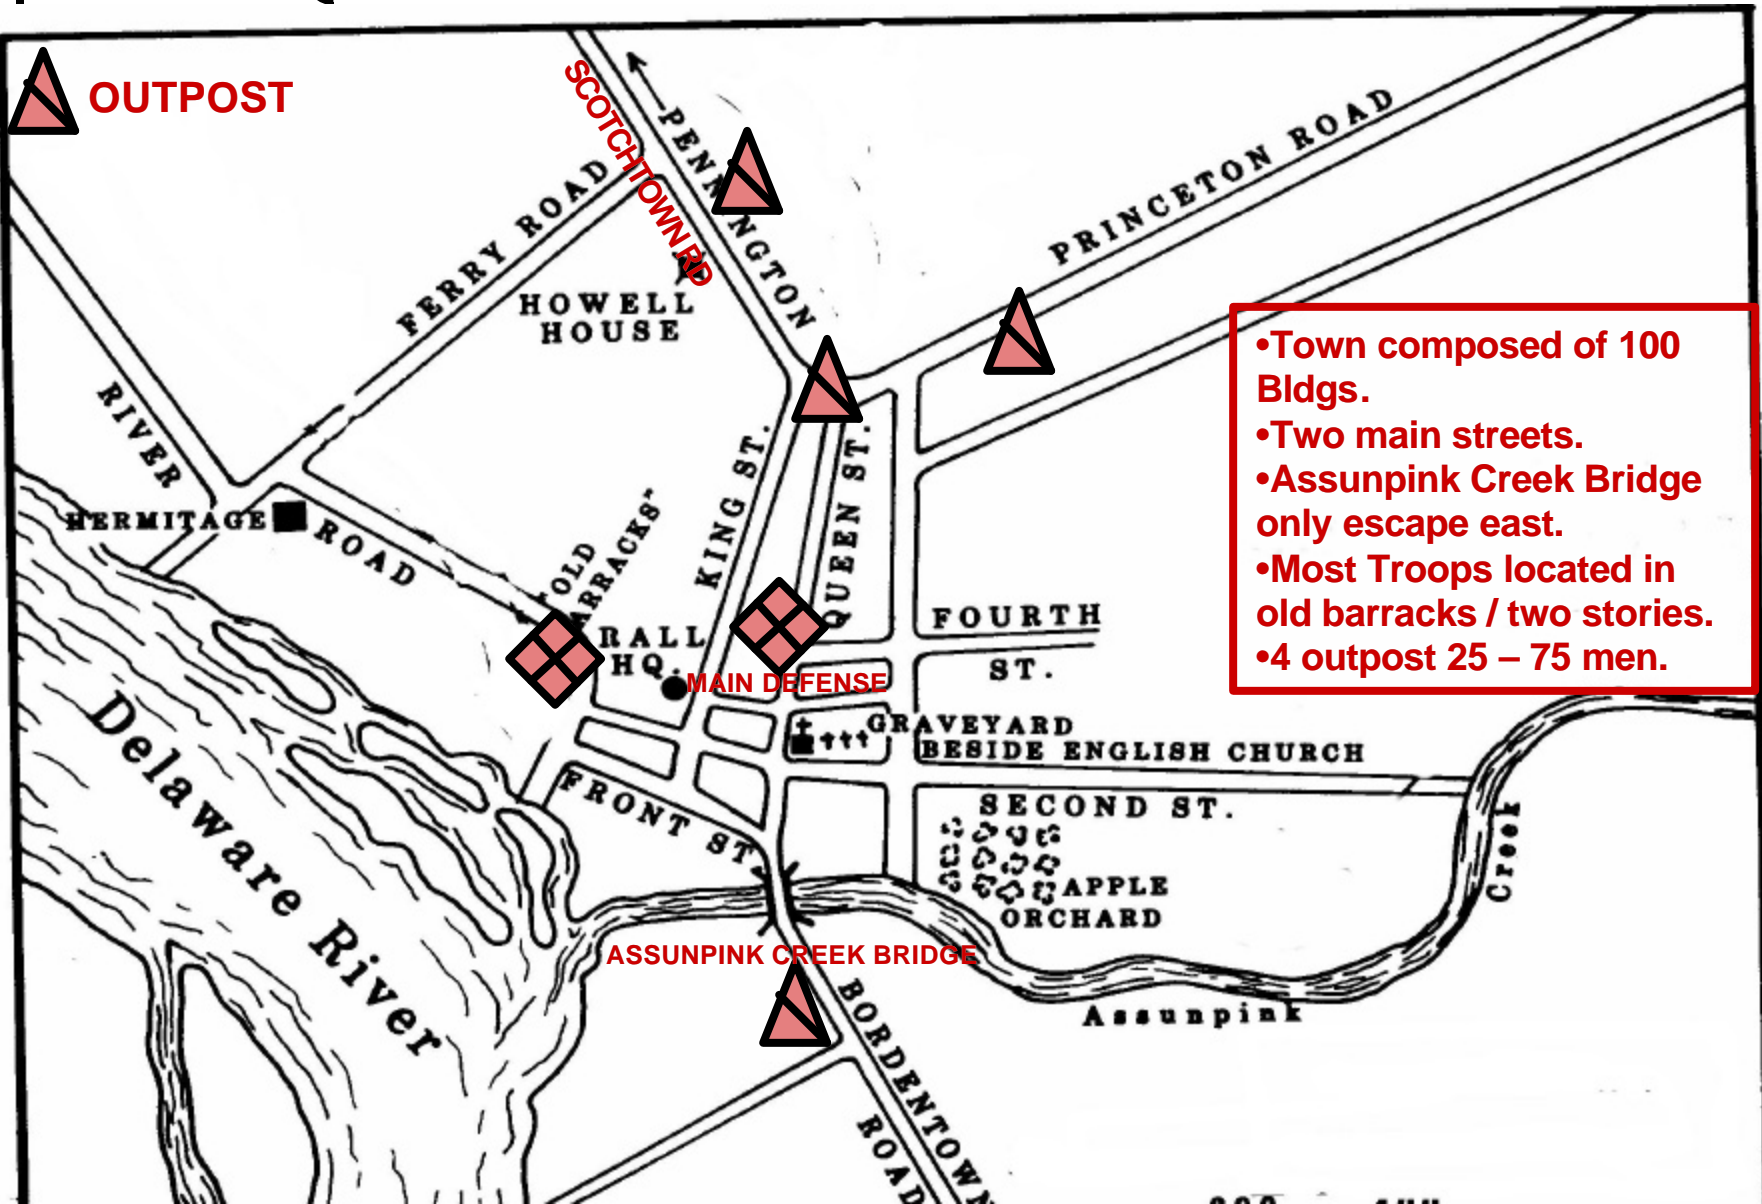 OUTPOST
SCOTCHTOWN RD
PENNINGTON
PRINCETON ROAD
FERRY ROAD
HOWELL
HOUSE
•Town composed of 100
Bldgs.
•Two main streets.
•Assunpink Creek Bridge
only escape east.
•Most Troops located in
old barracks / two stories.
•4 outpost 25 – 75 men.
RIVER
ROAD
HERMITAGE
"OLD
BARRACKS"
KING ST.
QUEEN ST.
RALL
HQ.
MAIN DEFENSE
FOURTH
ST.
GRAVEYARD
BESIDE ENGLISH CHURCH
Delaware River
FRONT ST.
SECOND ST.
APPLE
ORCHARD
Creek
ASSUNPINK CREEK BRIDGE
Assunpink
BORDENTOWN
ROAD